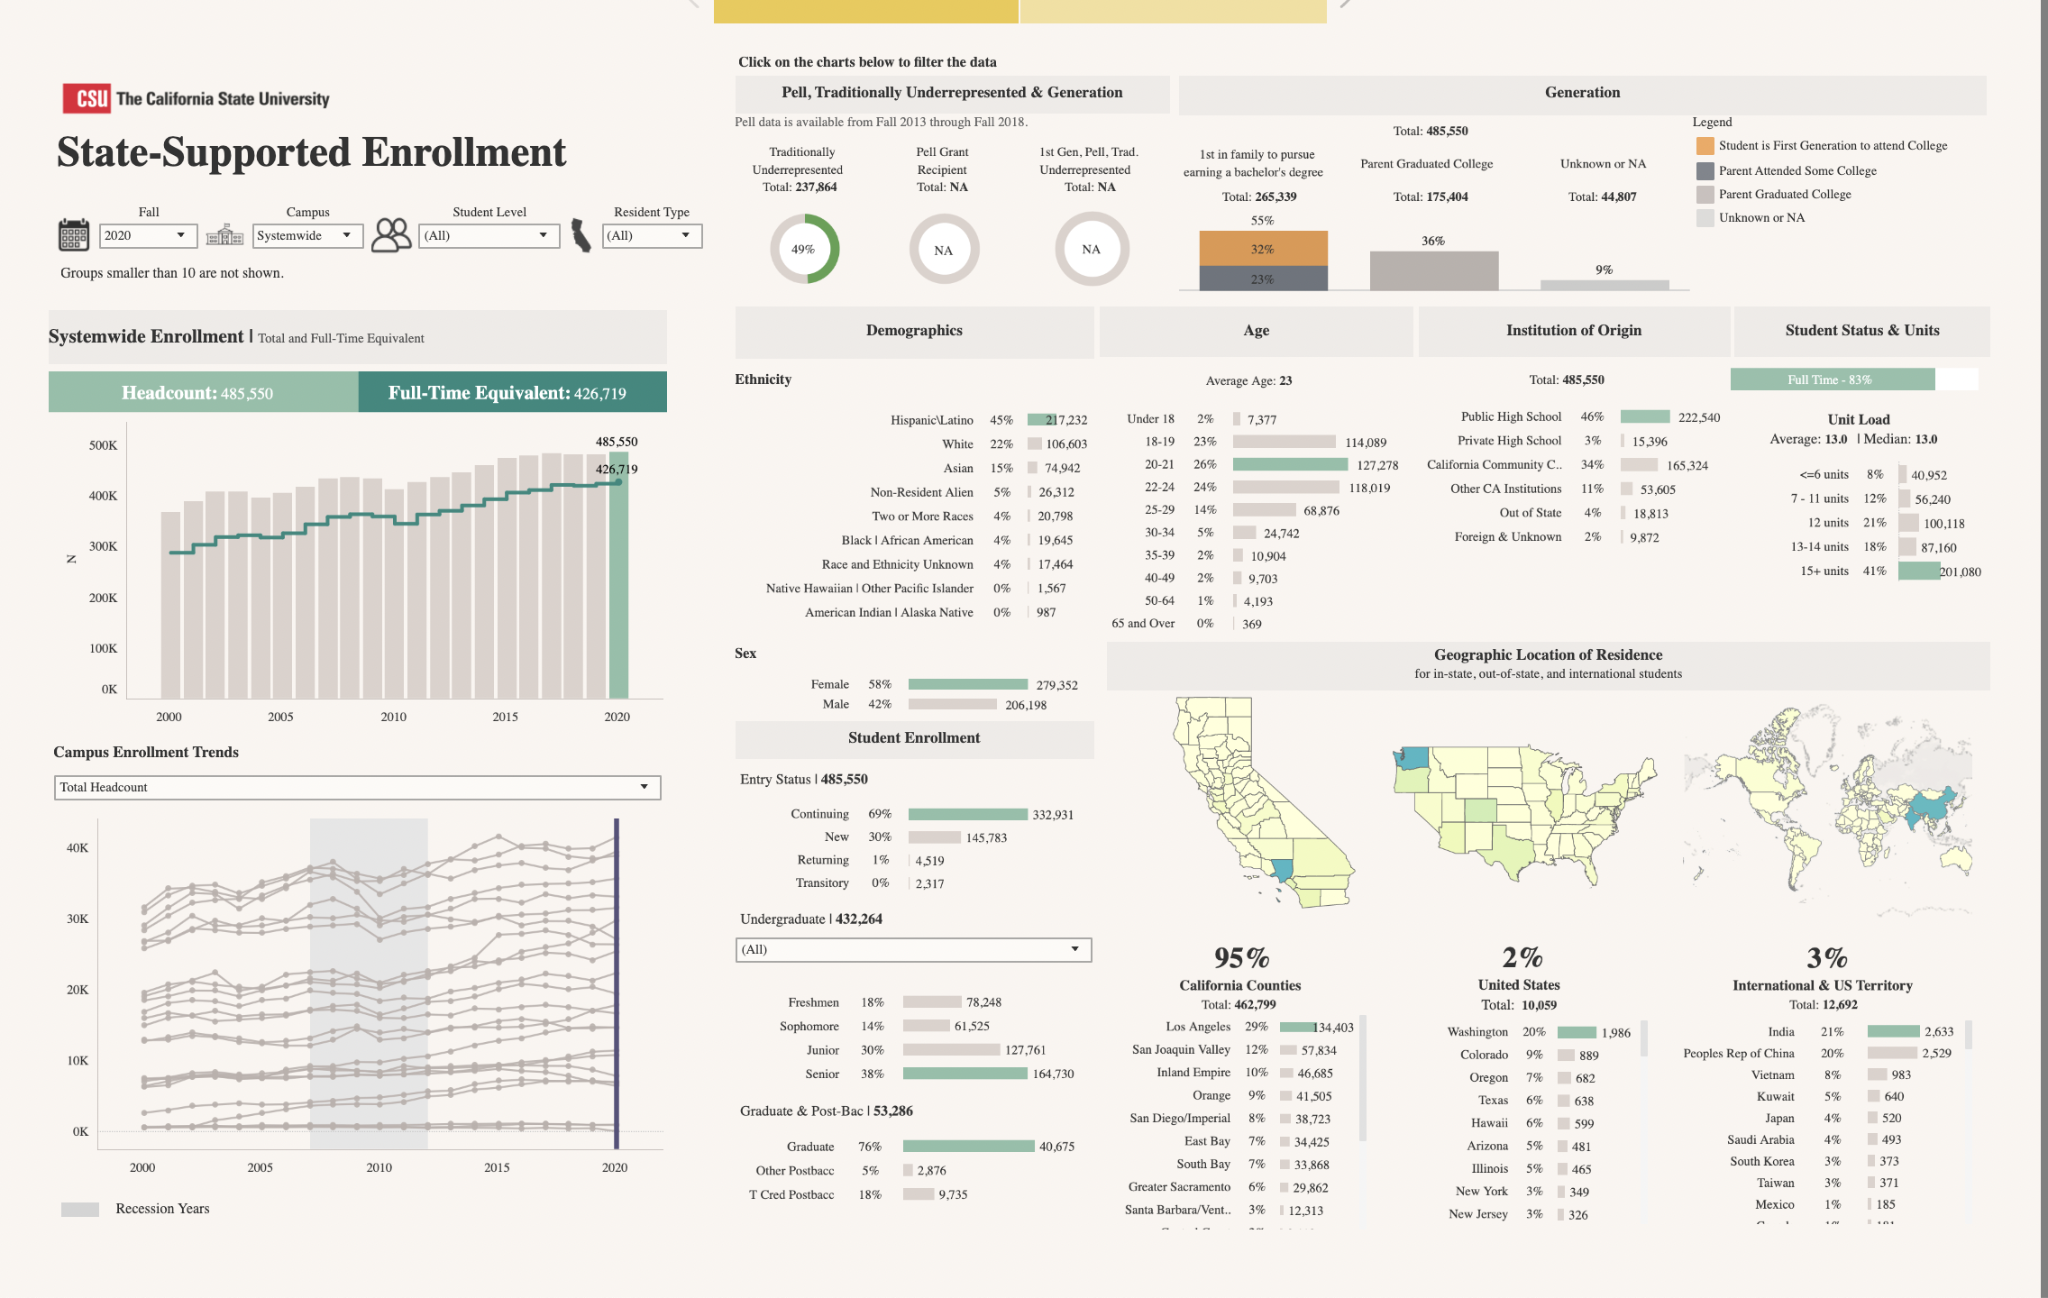 CSU The California State University
State-Supported Enrollment
Fall
Campus
Student Level
Resident Type
2020
Systemwide
(All)
(All)
Groups smaller than 10 are not shown.
Systemwide Enrollment | Total and Full-Time Equivalent
Headcount: 485,550
Full-Time Equivalent: 426,719
500K
400K
300K
200K
100K
0K
N
485,550
426,719
2000
2005
2010
2015
2020
Campus Enrollment Trends
Total Headcount
40K
30K
20K
10K
0K
2000
2005
2010
2015
2020
Recession Years
Click on the charts below to filter the data
Pell, Traditionally Underrepresented & Generation
Pell data is available from Fall 2013 through Fall 2018.
Traditionally
Underrepresented
Total: 237,864
49%
Pell Grant
Recipient
Total: NA
NA
1st Gen, Pell, Trad.
Underrepresented
Total: NA
NA
Generation
Total: 485,550
1st in family to pursue
earning a bachelor's degree
Total: 265,339
55%
32%
23%
Parent Graduated College
Total: 175,404
36%
Unknown or NA
Total: 44,807
9%
Legend
Student is First Generation to attend College
Parent Attended Some College
Parent Graduated College
Unknown or NA
Demographics
Ethnicity
Hispanic\Latino 45% 217,232
White 22% 106,603
Asian 15% 74,942
Non-Resident Alien 5% 26,312
Two or More Races 4% 20,798
Black | African American 4% 19,645
Race and Ethnicity Unknown 4% 17,464
Native Hawaiian | Other Pacific Islander 0% 1,567
American Indian | Alaska Native 0% 987
Sex
Female 58% 279,352
Male 42% 206,198
Age
Average Age: 23
Under 18 2% 7,377
18-19 23% 114,089
20-21 26% 127,278
22-24 24% 118,019
25-29 14% 68,876
30-34 5% 24,742
35-39 2% 10,904
40-49 2% 9,703
50-64 1% 4,193
65 and Over 0% 369
Institution of Origin
Total: 485,550
Public High School 46% 222,540
Private High School 3% 15,396
California Community C.. 34% 165,324
Other CA Institutions 11% 53,605
Out of State 4% 18,813
Foreign & Unknown 2% 9,872
Student Status & Units
Full Time - 83%
Unit Load
Average: 13.0 | Median: 13.0
<=6 units 8% 40,952
7 - 11 units 12% 56,240
12 units 21% 100,118
13-14 units 18% 87,160
15+ units 41% 201,080
Student Enrollment
Entry Status | 485,550
Continuing 69% 332,931
New 30% 145,783
Returning 1% 4,519
Transitory 0% 2,317
Undergraduate | 432,264
(All)
Freshmen 18% 78,248
Sophomore 14% 61,525
Junior 30% 127,761
Senior 38% 164,730
Graduate & Post-Bac | 53,286
Graduate 76% 40,675
Other Postbacc 5% 2,876
T Cred Postbacc 18% 9,735
Geographic Location of Residence
for in-state, out-of-state, and international students
95%
California Counties
Total: 462,799
Los Angeles 29% 134,403
San Joaquin Valley 12% 57,834
Inland Empire 10% 46,685
Orange 9% 41,505
San Diego/Imperial 8% 38,723
East Bay 7% 34,425
South Bay 7% 33,868
Greater Sacramento 6% 29,862
Santa Barbara/Vent.. 3% 12,313
2%
United States
Total: 10,059
Washington 20% 1,986
Colorado 9% 889
Oregon 7% 682
Texas 6% 638
Hawaii 6% 599
Arizona 5% 481
Illinois 5% 465
New York 3% 349
New Jersey 3% 326
3%
International & US Territory
Total: 12,692
India 21% 2,633
Peoples Rep of China 20% 2,529
Vietnam 8% 983
Kuwait 5% 640
Japan 4% 520
Saudi Arabia 4% 493
South Korea 3% 373
Taiwan 3% 371
Mexico 1% 185